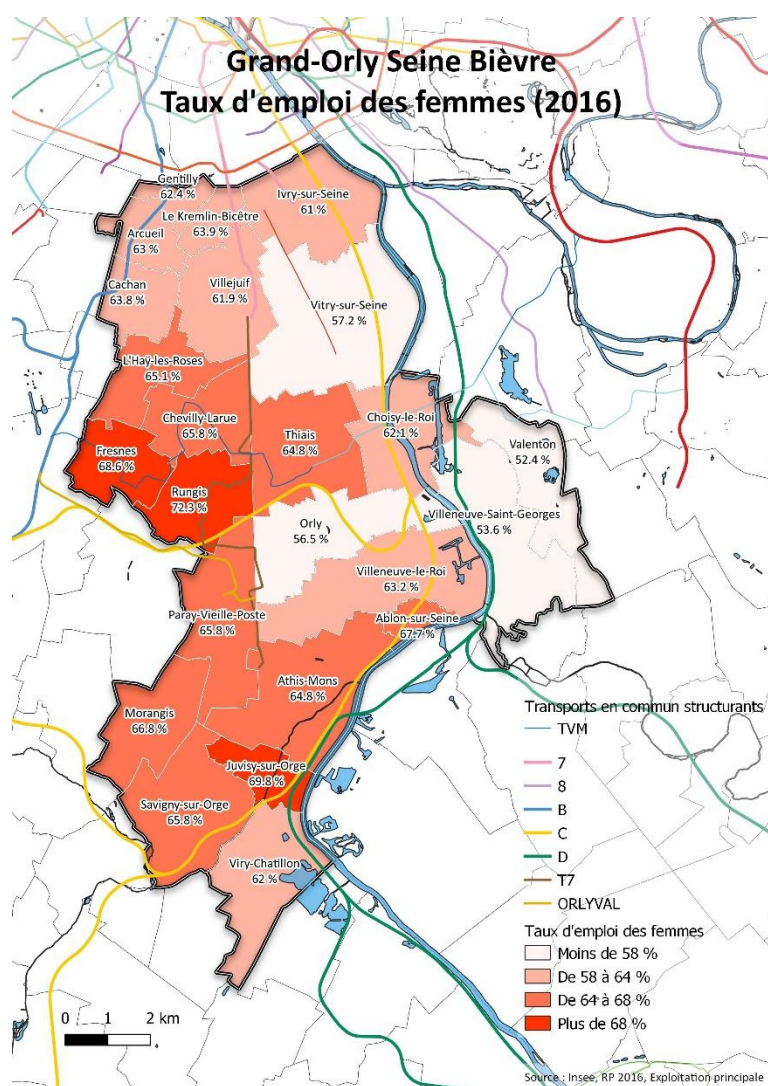 Grand-Orly Seine Bièvre
Taux d'emploi des femmes (2016)
Gentilly
62.4 %
Ivry-sur-Seine
61 %
Le Kremlin-Bicêtre
63.9 %
Arcueil
63 %
Cachan
63.8 %
Villejuif
61.9 %
Vitry-sur-Seine
57.2 %
L'Haÿ-les-Roses
65.1 %
Chevilly-Larue
65.8 %
Thiais
64.8 %
Choisy-le-Roi
62.1 %
Valenton
52.4 %
Fresnes
68.6 %
Rungis
72.3 %
Orly
56.5 %
Villeneuve-Saint-Georges
53.6 %
Villeneuve-le-Roi
63.2 %
Paray-Vieille-Poste
65.8 %
Ablon-sur-Seine
67.7 %
Athis-Mons
64.8 %
Morangis
66.8 %
Juvisy-sur-Orge
69.8 %
Savigny-sur-Orge
65.8 %
Viry-Chatillon
62 %
Transports en commun structurants
TVM
7
8
B
C
D
T7
ORLYVAL
Taux d'emploi des femmes
Moins de 58 %
De 58 à 64 %
De 64 à 68 %
Plus de 68 %
0 1 2 km
Source : Insee, RP 2016, Exploitation principale